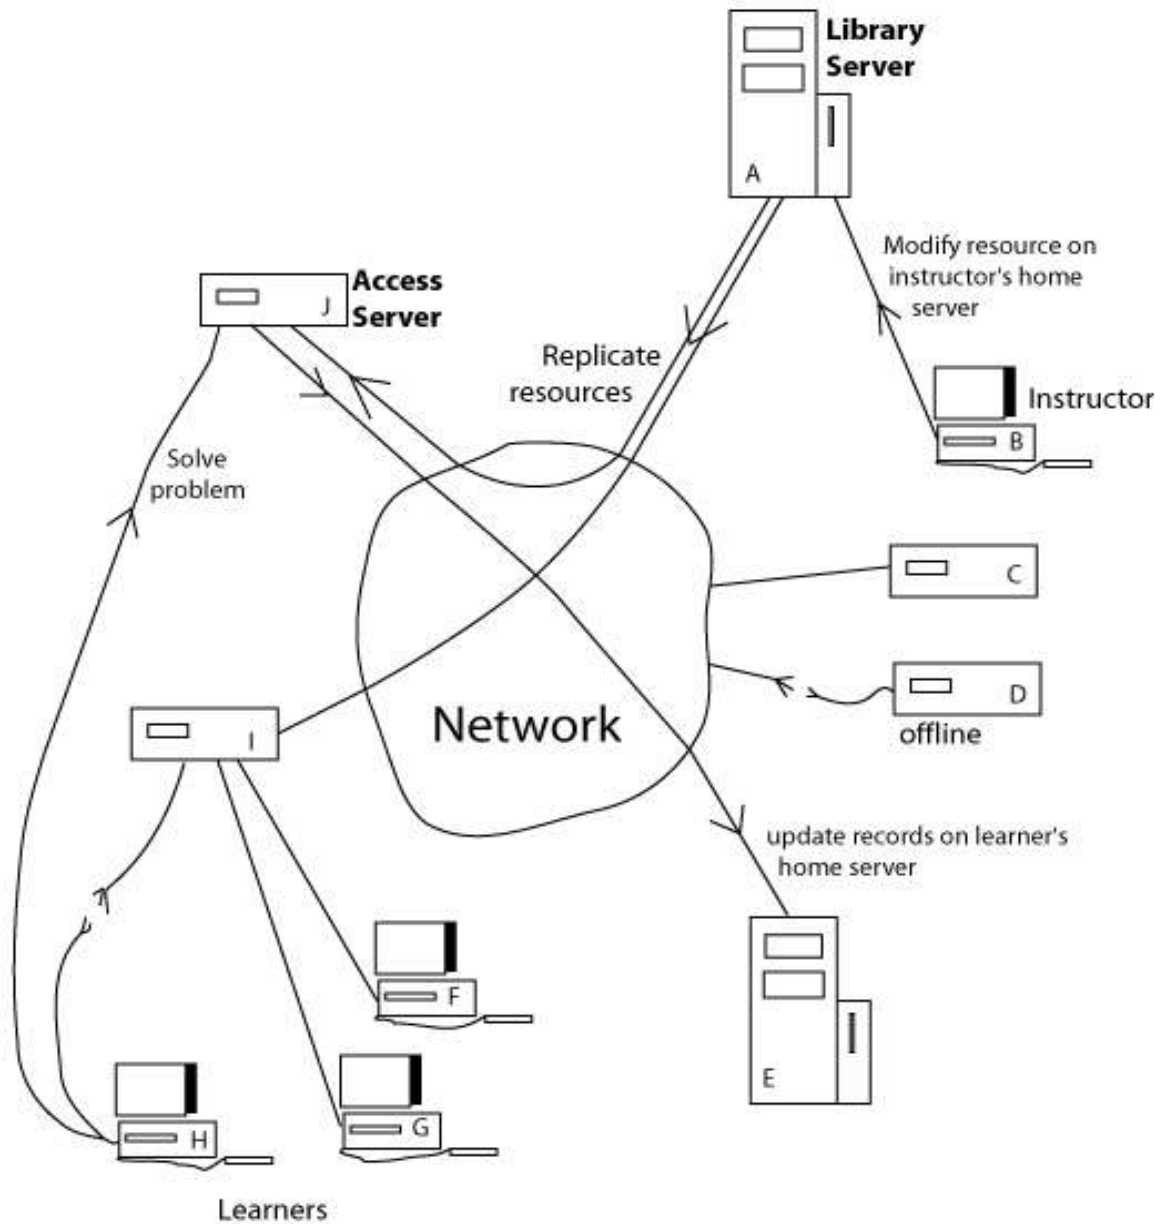 Library
Server
A
Modify resource on
instructor's home
server
Access
Server
J
Replicate
resources
Instructor
B
Solve
problem
C
D
offline
Network
I
update records on learner's
home server
F
E
G
H
Learners